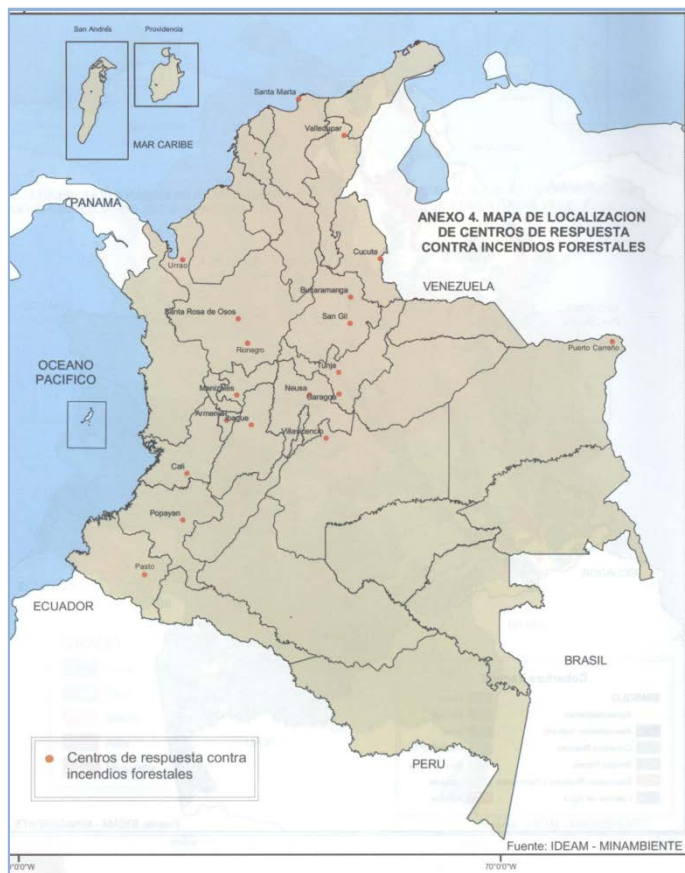 San Andrés
Providencia
Santa Marta
MAR CARIBE
Valledupar
PANAMA
ANEXO 4. MAPA DE LOCALIZACION
DE CENTROS DE RESPUESTA
CONTRA INCENDIOS FORESTALES
Cucuta
Urrao
VENEZUELA
Bucaramanga
Santa Rosa de Osos
San Gil
Rionegro
Puerto Carreño
OCEANO
PACIFICO
Tunja
Manizales
Neusa
Garagoa
Armenia
Ibague
Villavicencio
Cali
Popayan
Pasto
ECUADOR
BRASIL
Centros de respuesta contra
incendios forestales
PERU
Fuente: IDEAM - MINAMBIENTE
70°0'0"W